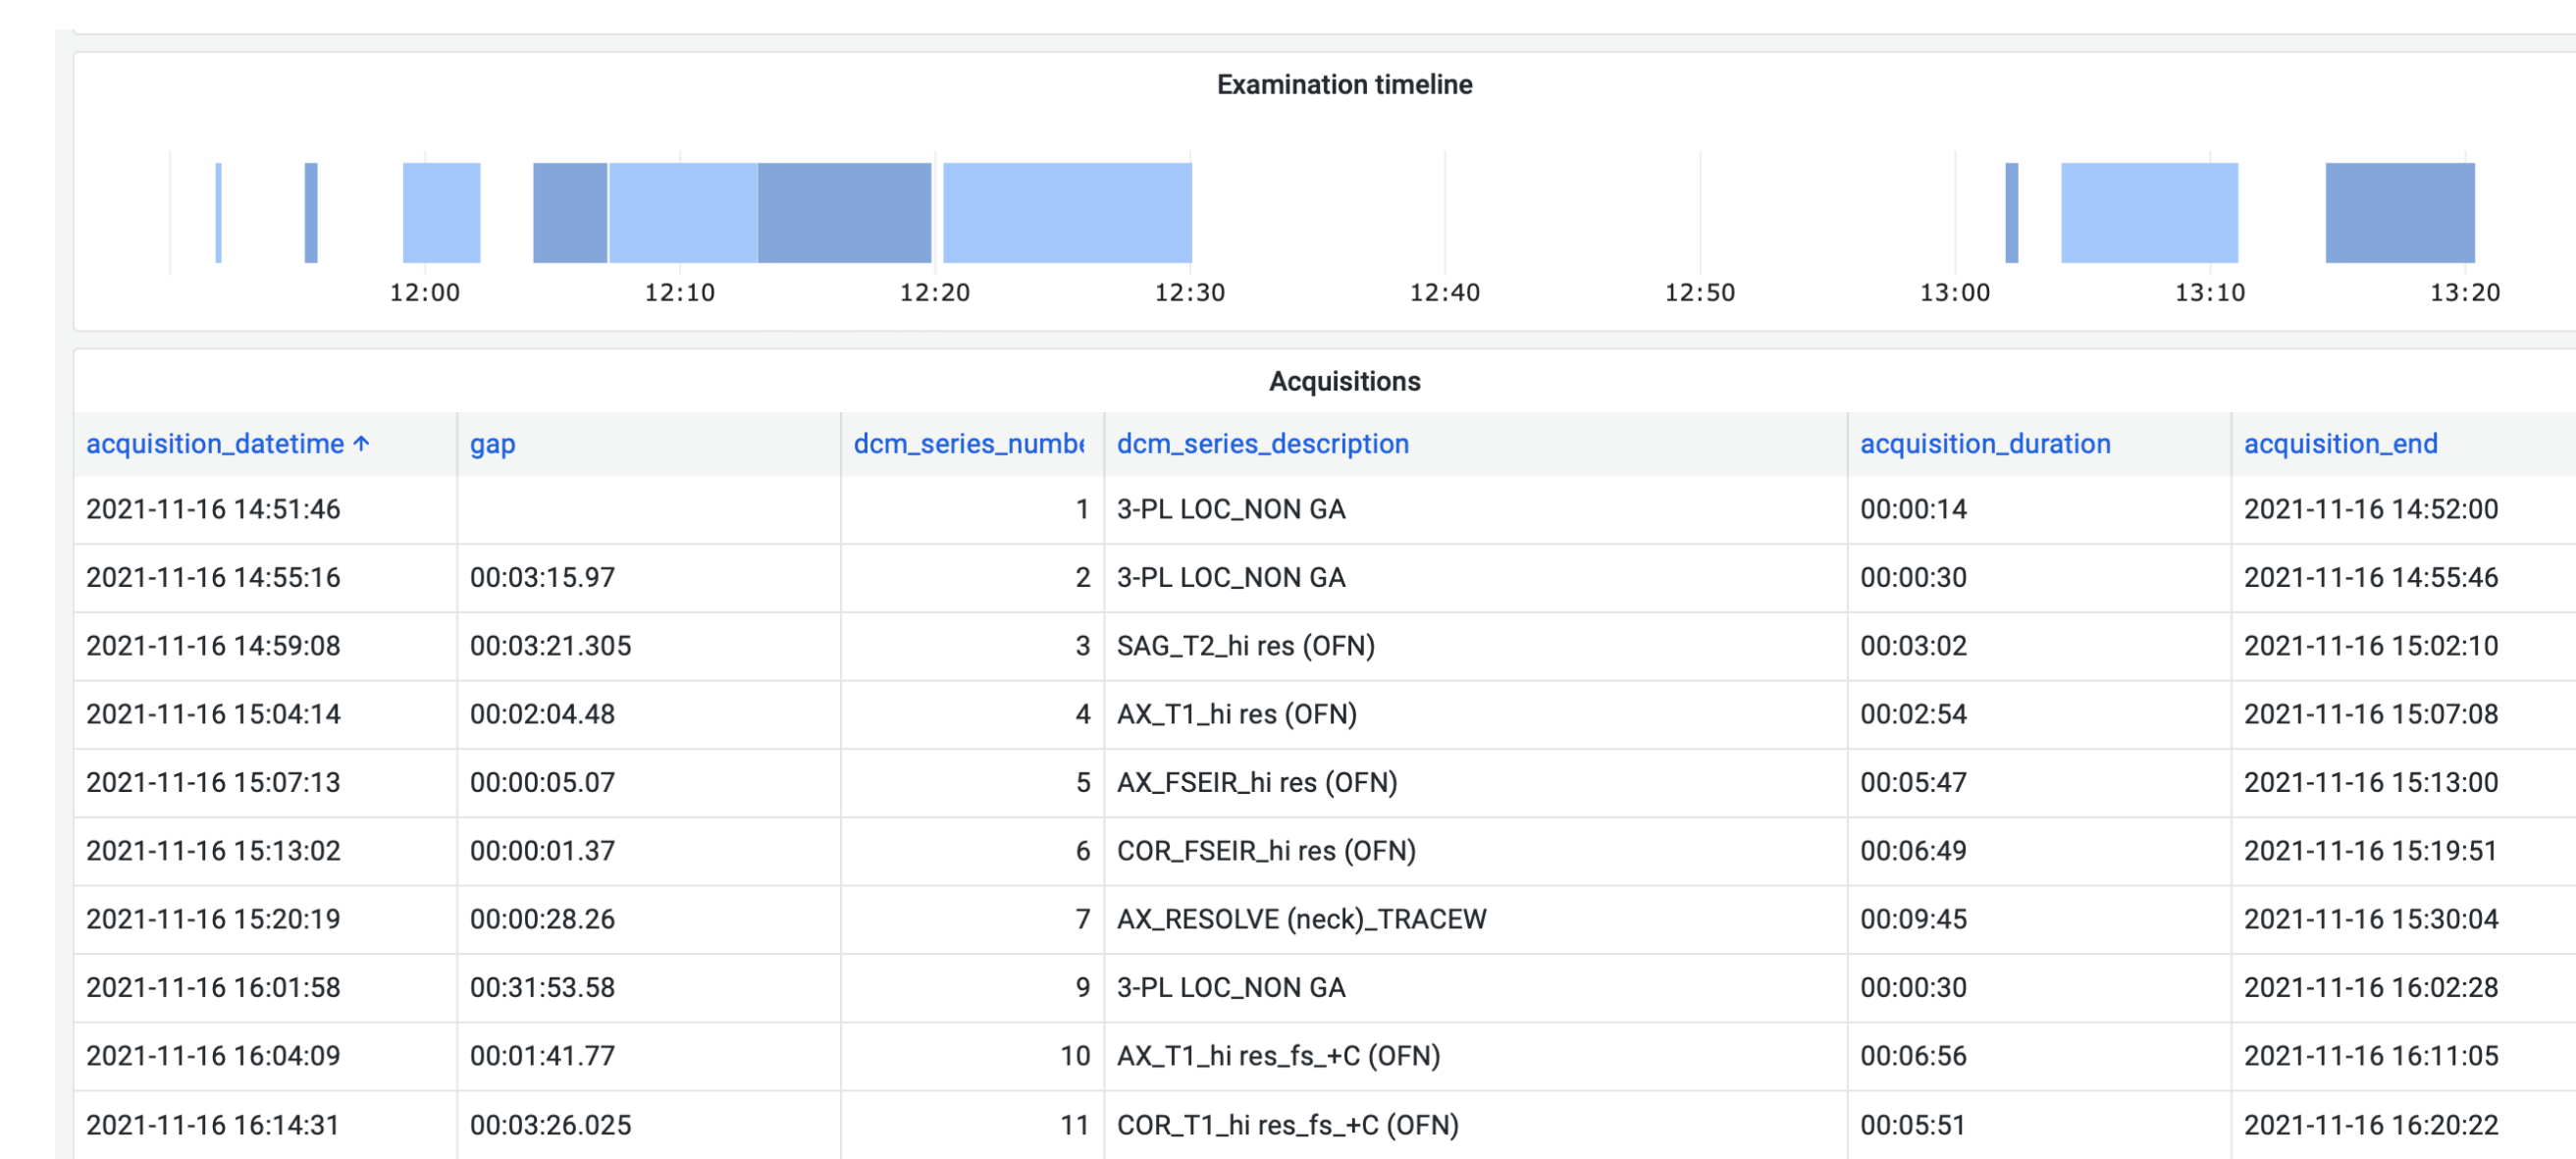 Examination timeline
12:00 12:10 12:20 12:30 12:40 12:50 13:00 13:10 13:20
Acquisitions
acquisition_datetime ↑ gap dcm_series_numbe dcm_series_description acquisition_duration acquisition_end
2021-11-16 14:51:46 1 3-PL LOC_NON GA 00:00:14 2021-11-16 14:52:00
2021-11-16 14:55:16 00:03:15.97 2 3-PL LOC_NON GA 00:00:30 2021-11-16 14:55:46
2021-11-16 14:59:08 00:03:21.305 3 SAG_T2_hi res (OFN) 00:03:02 2021-11-16 15:02:10
2021-11-16 15:04:14 00:02:04.48 4 AX_T1_hi res (OFN) 00:02:54 2021-11-16 15:07:08
2021-11-16 15:07:13 00:00:05.07 5 AX_FSEIR_hi res (OFN) 00:05:47 2021-11-16 15:13:00
2021-11-16 15:13:02 00:00:01.37 6 COR_FSEIR_hi res (OFN) 00:06:49 2021-11-16 15:19:51
2021-11-16 15:20:19 00:00:28.26 7 AX_RESOLVE (neck)_TRACEW 00:09:45 2021-11-16 15:30:04
2021-11-16 16:01:58 00:31:53.58 9 3-PL LOC_NON GA 00:00:30 2021-11-16 16:02:28
2021-11-16 16:04:09 00:01:41.77 10 AX_T1_hi res_fs_+C (OFN) 00:06:56 2021-11-16 16:11:05
2021-11-16 16:14:31 00:03:26.025 11 COR_T1_hi res_fs_+C (OFN) 00:05:51 2021-11-16 16:20:22